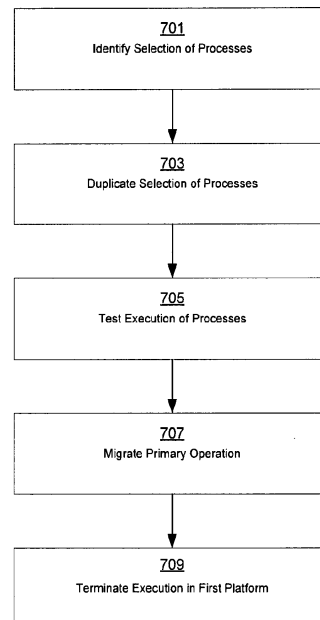 701
Identify Selection of Processes
703
Duplicate Selection of Processes
705
Test Execution of Processes
707
Migrate Primary Operation
709
Terminate Execution in First Platform